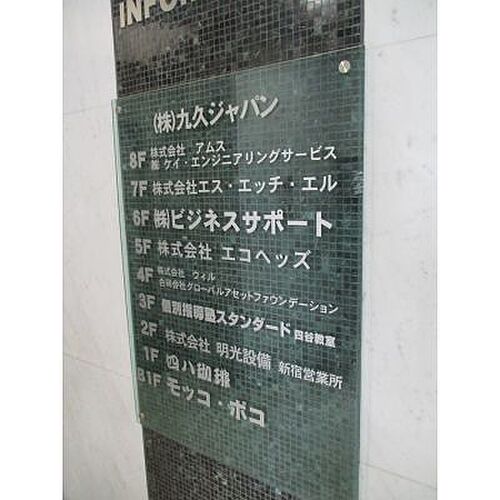 (株)九久ジャパン
8F 株式会社 アムス
㈱ ケイ・エンジニアリングサービス
7F 株式会社エス・エッチ・エル
6F ㈱ビジネスサポート
5F 株式会社 エコヘッズ
4F 株式会社 ウィル
合同会社グローバルアセットファウンデーション
3F 個別指導塾スタンダード 四谷教室
2F 株式会社 明光設備 新宿営業所
1F 四八珈琲
B1F モッコ・ポコ